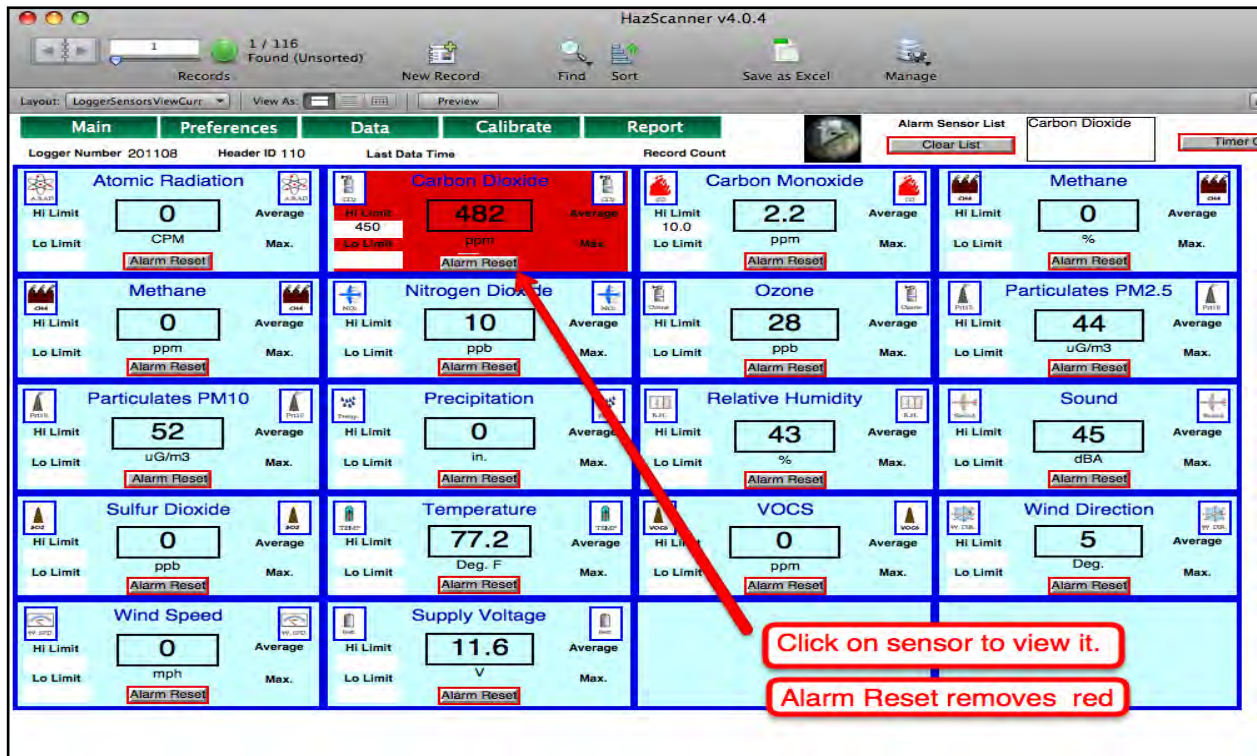 HazScanner v4.0.4
1
1 / 116
Found (Unsorted)
Records
New Record
Find
Sort
Save as Excel
Manage
Layout: LoggerSensorsViewCurr
View As:
Preview
Main
Preferences
Data
Calibrate
Report
Alarm Sensor List
Clear List
Carbon Dioxide
Timer
Logger Number 201108
Header ID 110
Last Data Time
Record Count
Atomic Radiation
Hi Limit
0
Average
Lo Limit
CPM
Max.
Alarm Reset
Carbon Dioxide
Hi Limit
450
482
Average
Lo Limit
ppm
Max.
Alarm Reset
Carbon Monoxide
Hi Limit
10.0
2.2
Average
Lo Limit
ppm
Max.
Alarm Reset
Methane
CH4
Hi Limit
0
Average
Lo Limit
%
Max.
Alarm Reset
Methane
CH4
Hi Limit
0
Average
Lo Limit
ppm
Max.
Alarm Reset
Nitrogen Dioxide
Hi Limit
10
Average
Lo Limit
ppb
Max.
Alarm Reset
Ozone
Hi Limit
28
Average
Lo Limit
ppb
Max.
Alarm Reset
Particulates PM2.5
Hi Limit
44
Average
Lo Limit
uG/m3
Max.
Alarm Reset
Particulates PM10
Hi Limit
52
Average
Lo Limit
uG/m3
Max.
Alarm Reset
Precipitation
Hi Limit
0
Average
Lo Limit
in.
Max.
Alarm Reset
Relative Humidity
R.H.
Hi Limit
43
Average
Lo Limit
%
Max.
Alarm Reset
Sound
Hi Limit
45
Average
Lo Limit
dBA
Max.
Alarm Reset
Sulfur Dioxide
SO2
Hi Limit
0
Average
Lo Limit
ppb
Max.
Alarm Reset
Temperature
TEMP
Hi Limit
77.2
Average
Lo Limit
Deg. F
Max.
Alarm Reset
VOCS
VOCS
Hi Limit
0
Average
Lo Limit
ppm
Max.
Alarm Reset
Wind Direction
Hi Limit
5
Average
Lo Limit
Deg.
Max.
Alarm Reset
Wind Speed
Hi Limit
0
Average
Lo Limit
mph
Max.
Alarm Reset
Supply Voltage
Hi Limit
11.6
Average
Lo Limit
V
Max.
Alarm Reset
Click on sensor to view it.
Alarm Reset removes red